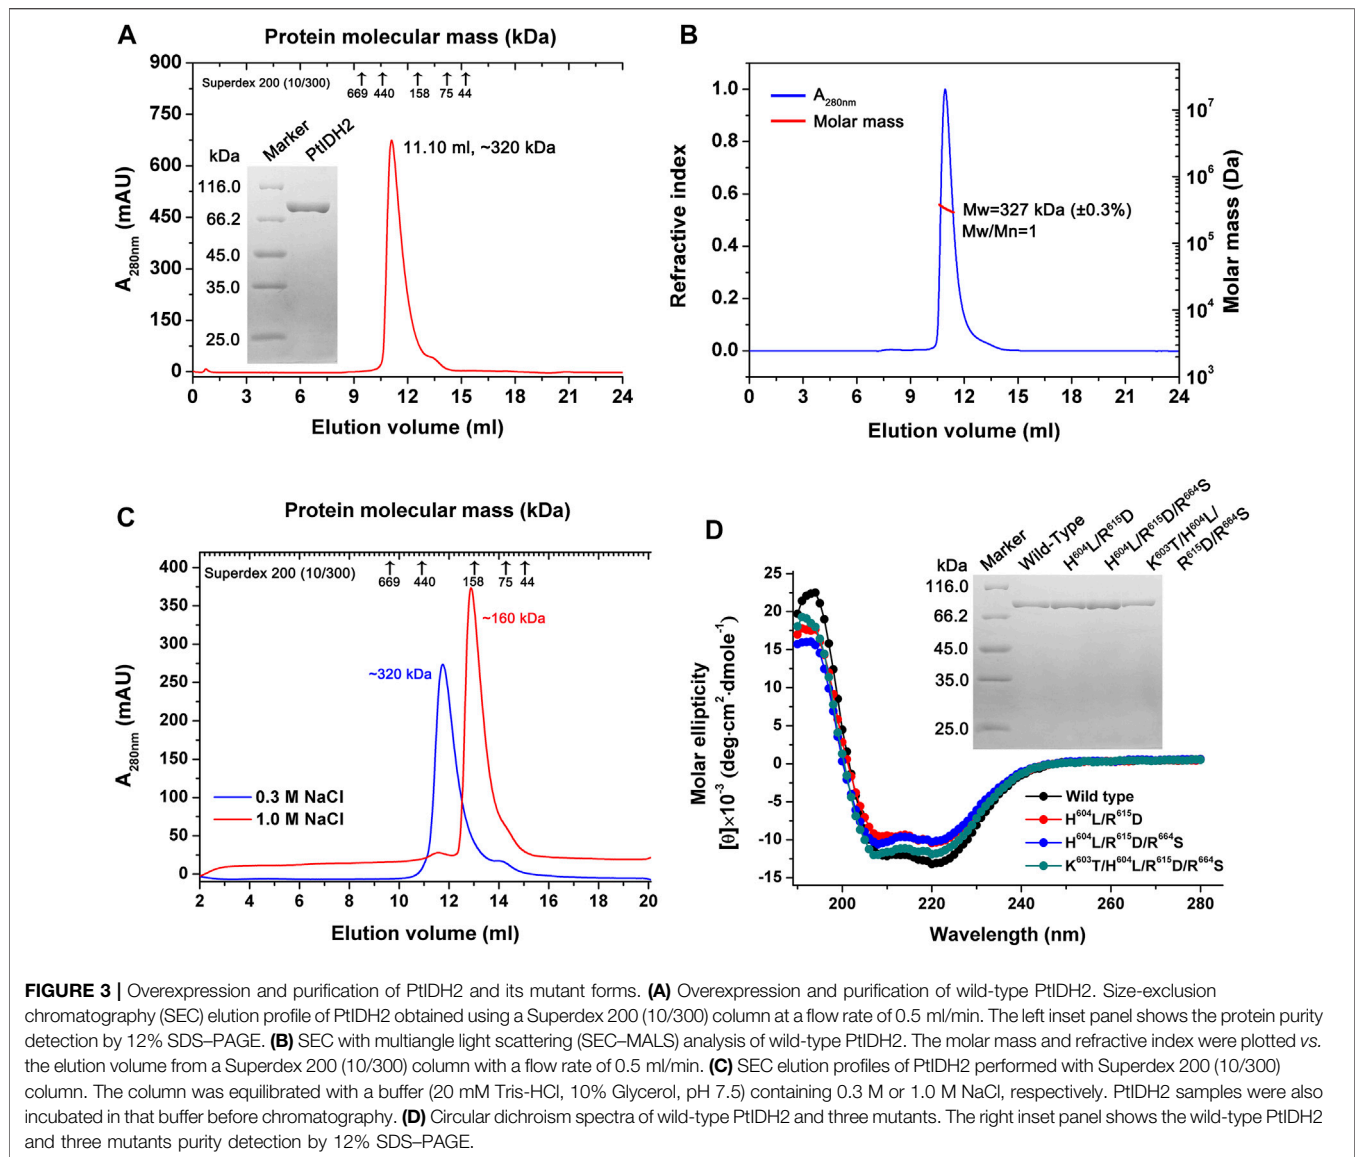 A
Protein molecular mass (kDa)
Superdex 200 (10/300)
669 440 158 75 44
900
750
600
450
300
150
0
A280nm (mAU)
kDa
Marker
PtIDH2
116.0
66.2
45.0
35.0
25.0
11.10 ml, ~320 kDa
0 3 6 9 12 15 18 21 24
Elution volume (ml)
B
A280nm
Molar mass
1.0
0.8
0.6
0.4
0.2
0.0
Refractive index
Mw=327 kDa (±0.3%)
Mw/Mn=1
10⁷
10⁶
10⁵
10⁴
10³
Molar mass (Da)
0 3 6 9 12 15 18 21 24
Elution volume (ml)
C
Protein molecular mass (kDa)
Superdex 200 (10/300)
669 440 158 75 44
400
350
300
250
200
150
100
50
0
A280nm (mAU)
~320 kDa
~160 kDa
0.3 M NaCl
1.0 M NaCl
2 4 6 8 10 12 14 16 18 20
Elution volume (ml)
D
kDa
Marker
Wild-Type
H⁶⁰⁴L/R⁶¹⁵D
H⁶⁰⁴L/R⁶¹⁵D/R⁶⁶⁴S
K⁶⁰³T/H⁶⁰⁴L/
R⁶¹⁵D/R⁶⁶⁴S
116.0
66.2
45.0
35.0
25.0
25
20
15
10
5
0
-5
-10
-15
Molar ellipticity
[θ]×10⁻³ (deg·cm²·dmole⁻¹)
Wild type
H⁶⁰⁴L/R⁶¹⁵D
H⁶⁰⁴L/R⁶¹⁵D/R⁶⁶⁴S
K⁶⁰³T/H⁶⁰⁴L/R⁶¹⁵D/R⁶⁶⁴S
200 220 240 260 280
Wavelength (nm)
FIGURE 3 | Overexpression and purification of PtIDH2 and its mutant forms. (A) Overexpression and purification of wild-type PtIDH2. Size-exclusion
chromatography (SEC) elution profile of PtIDH2 obtained using a Superdex 200 (10/300) column at a flow rate of 0.5 ml/min. The left inset panel shows the protein purity
detection by 12% SDS–PAGE. (B) SEC with multiangle light scattering (SEC–MALS) analysis of wild-type PtIDH2. The molar mass and refractive index were plotted vs.
the elution volume from a Superdex 200 (10/300) column with a flow rate of 0.5 ml/min. (C) SEC elution profiles of PtIDH2 performed with Superdex 200 (10/300)
column. The column was equilibrated with a buffer (20 mM Tris-HCl, 10% Glycerol, pH 7.5) containing 0.3 M or 1.0 M NaCl, respectively. PtIDH2 samples were also
incubated in that buffer before chromatography. (D) Circular dichroism spectra of wild-type PtIDH2 and three mutants. The right inset panel shows the wild-type PtIDH2
and three mutants purity detection by 12% SDS–PAGE.